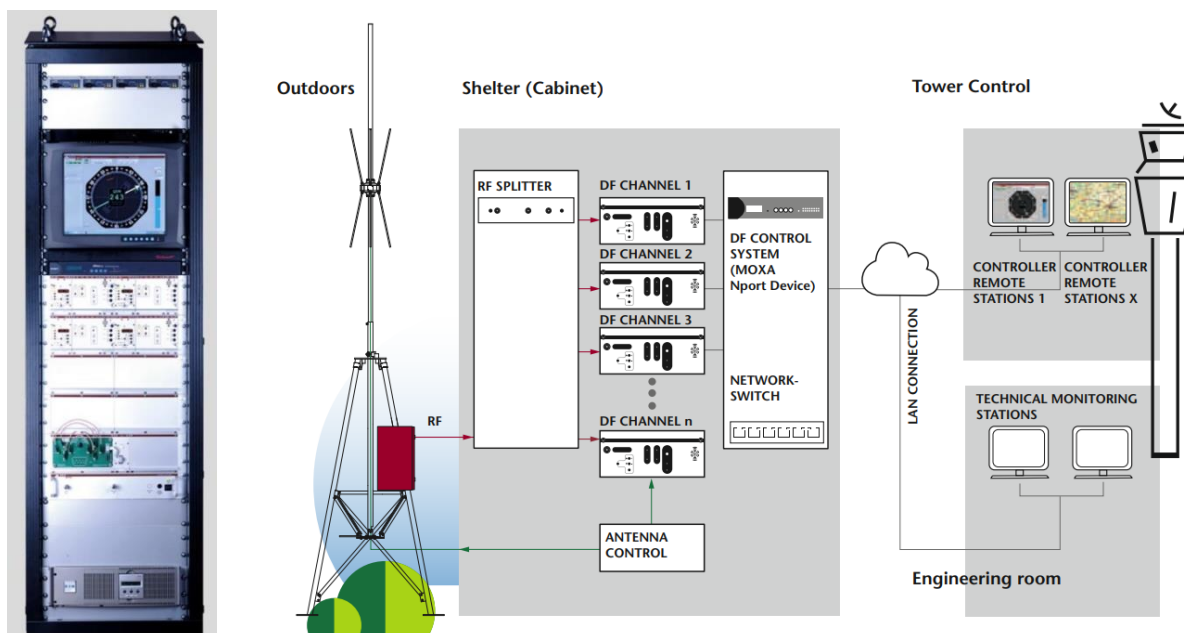 243
Outdoors
Shelter (Cabinet)
Tower Control
RF SPLITTER
DF CHANNEL 1
DF CHANNEL 2
DF CHANNEL 3
DF CHANNEL n
DF CONTROL
SYSTEM
(MOXA
Nport Device)
NETWORK-
SWITCH
RF
ANTENNA
CONTROL
LAN CONNECTION
CONTROLLER
REMOTE
STATIONS 1
CONTROLLER
REMOTE
STATIONS X
TECHNICAL MONITORING
STATIONS
Engineering room